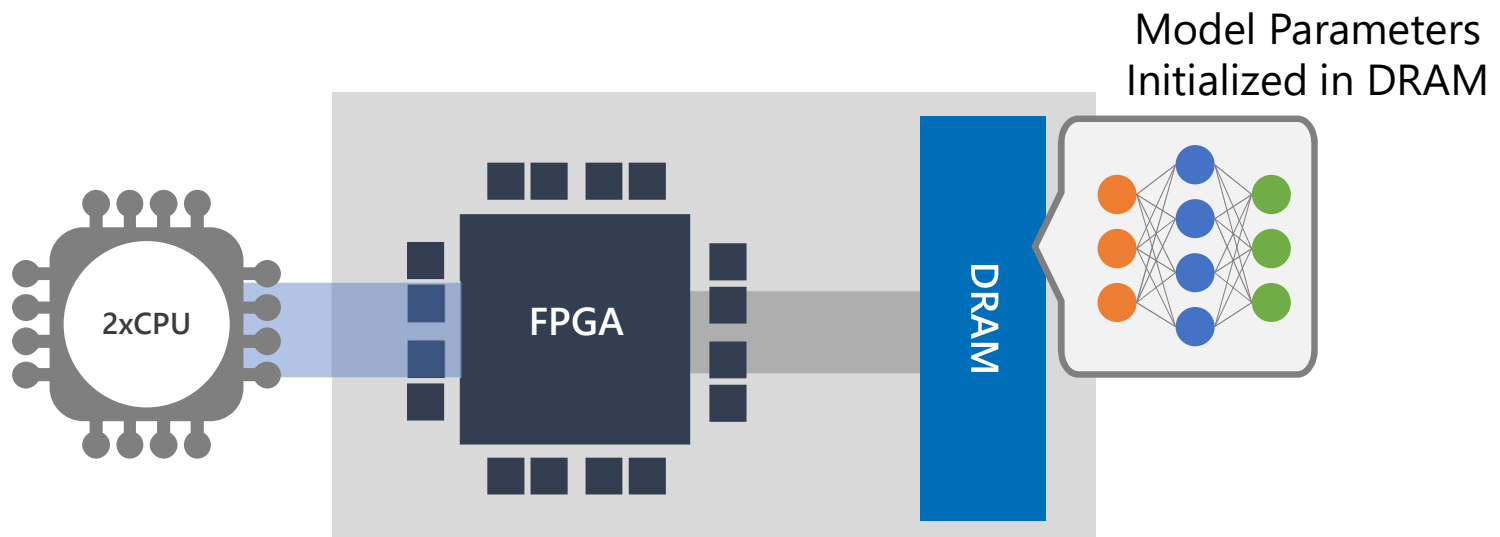 Model Parameters
Initialized in DRAM
2xCPU
FPGA
DRAM